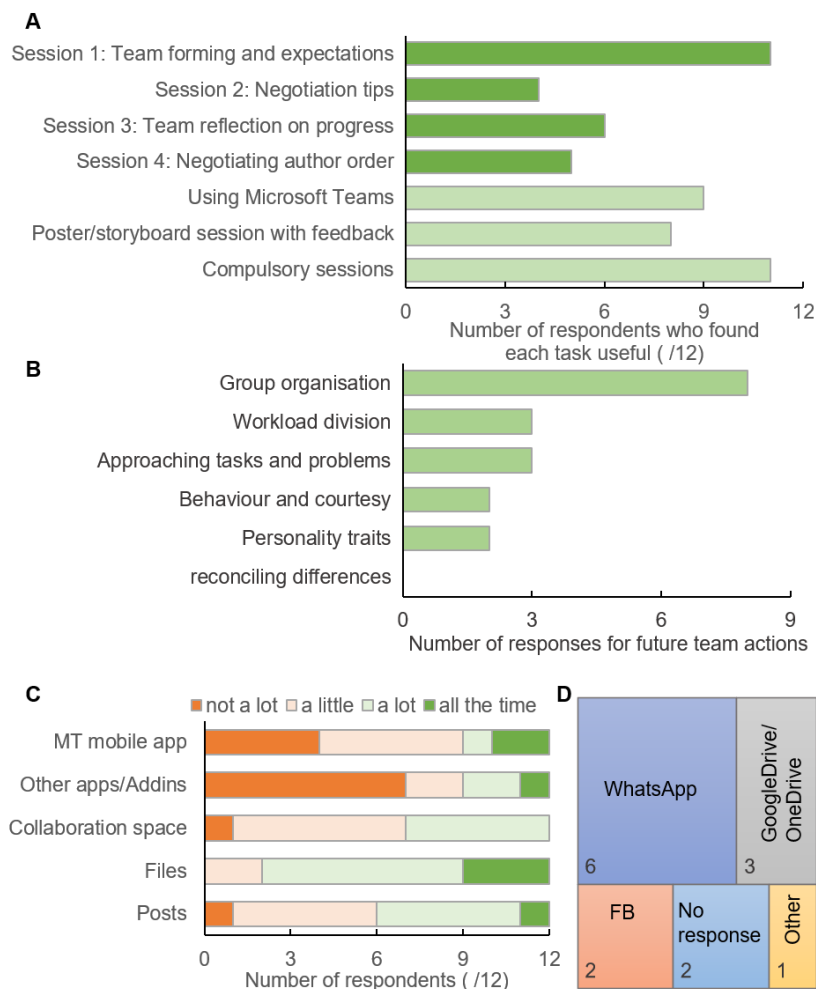 A
Session 1: Team forming and expectations
Session 2: Negotiation tips
Session 3: Team reflection on progress
Session 4: Negotiating author order
Using Microsoft Teams
Poster/storyboard session with feedback
Compulsory sessions
0 3 6 9 12
Number of respondents who found
each task useful ( /12)
B
Group organisation
Workload division
Approaching tasks and problems
Behaviour and courtesy
Personality traits
reconciling differences
0 3 6 9
Number of responses for future team actions
C
not a lot a little a lot all the time
MT mobile app
Other apps/Addins
Collaboration space
Files
Posts
0 3 6 9 12
Number of respondents ( /12)
D
WhatsApp
6
GoogleDrive/
OneDrive
3
FB
2
No
response
2
Other
1